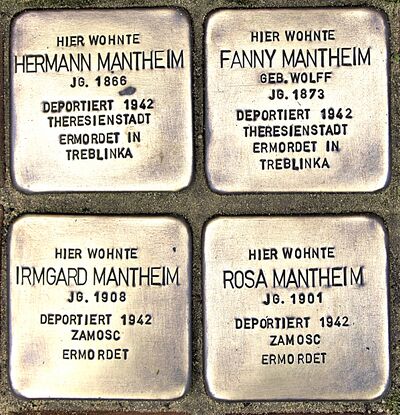 HIER WOHNTE
HERMANN MANTHEIM
JG. 1866
DEPORTIERT 1942
THERESIENSTADT
ERMORDET IN
TREBLINKA
HIER WOHNTE
FANNY MANTHEIM
GEB. WOLFF
JG. 1873
DEPORTIERT 1942
THERESIENSTADT
ERMORDET IN
TREBLINKA
HIER WOHNTE
IRMGARD MANTHEIM
JG. 1908
DEPORTIERT 1942
ZAMOSC
ERMORDET
HIER WOHNTE
ROSA MANTHEIM
JG. 1901
DEPORTIERT 1942
ZAMOSC
ERMORDET